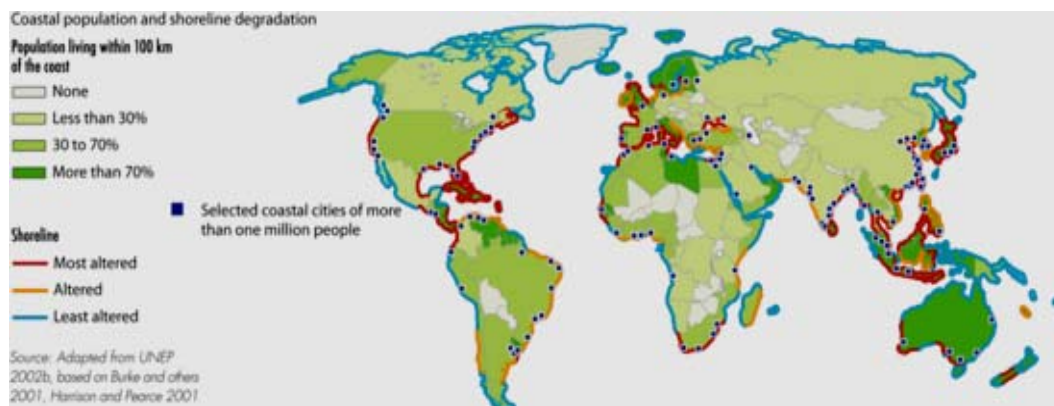 Coastal population and shoreline degradation
Population living within 100 km
of the coast
None
Less than 30%
30 to 70%
More than 70%
Selected coastal cities of more
than one million people
Shoreline
Most altered
Altered
Least altered
Source: Adapted from UNEP
2002b, based on Burke and others
2001, Harrison and Pearce 2001